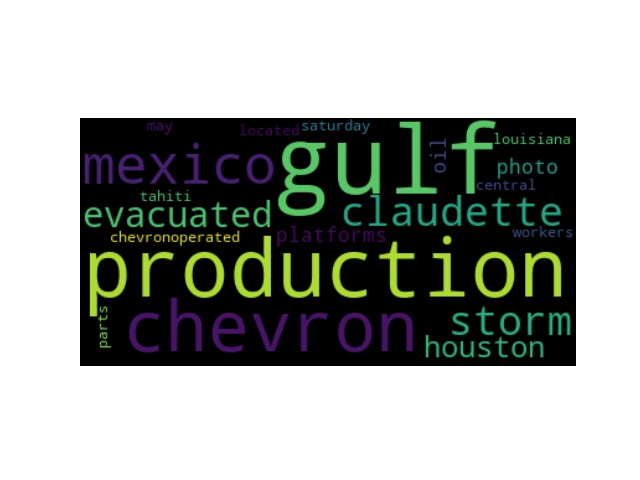 may located saturday
gulf
mexico
oil
louisiana
photo
central
tahiti
evacuated
claudette
chevronoperated
platforms
workers
production
chevron
parts
storm
houston